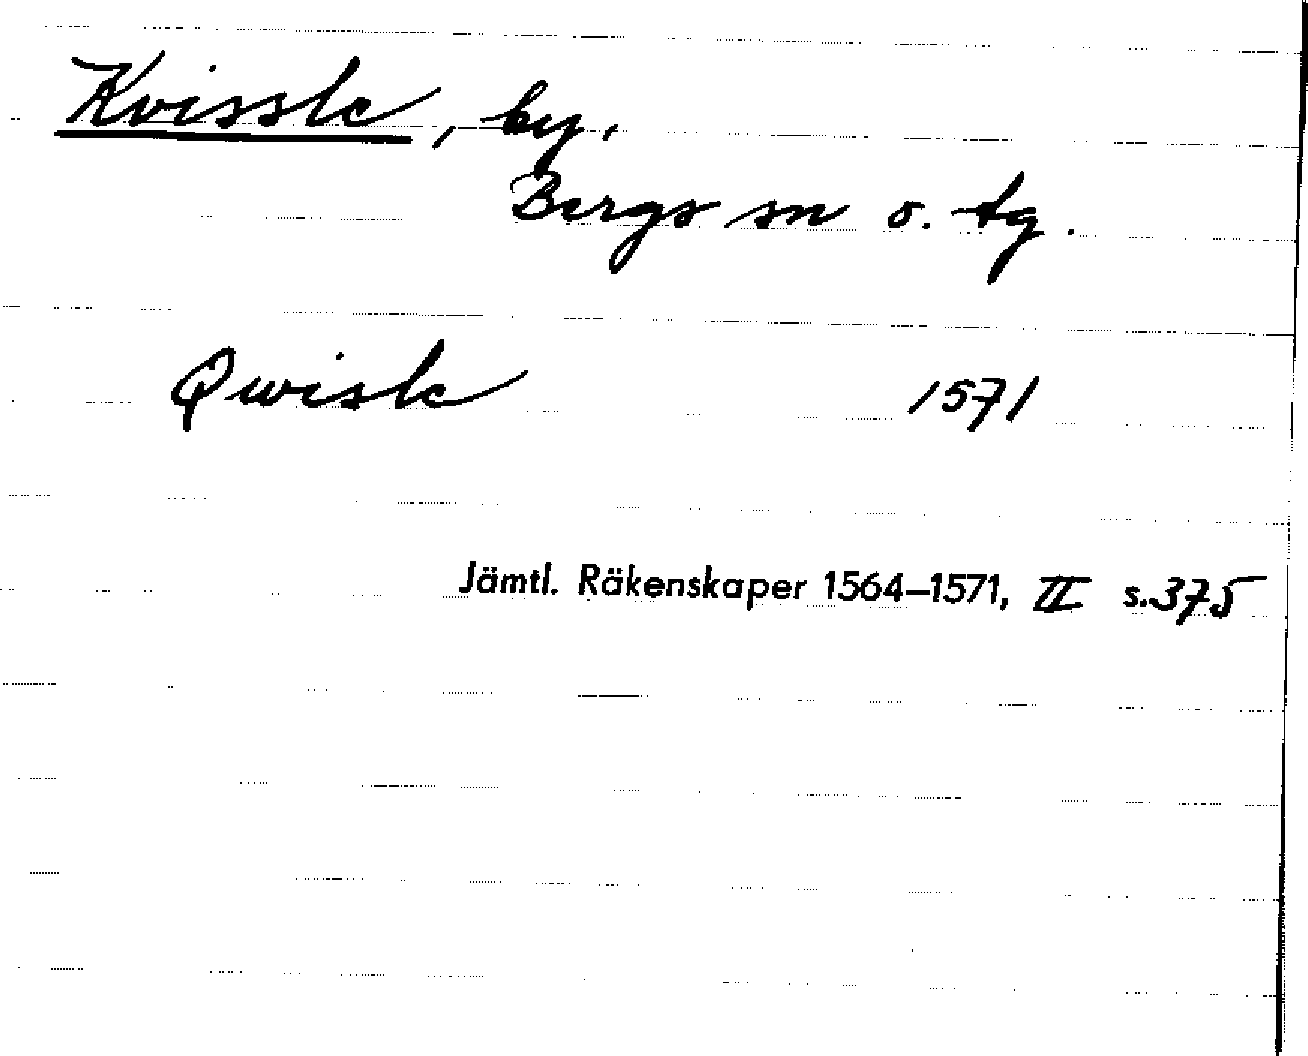 Kvissle, by.
Bergs sn o. tg.
Qwisle 1571
Jämtl. Räkenskaper 1564–1571, II s. 375